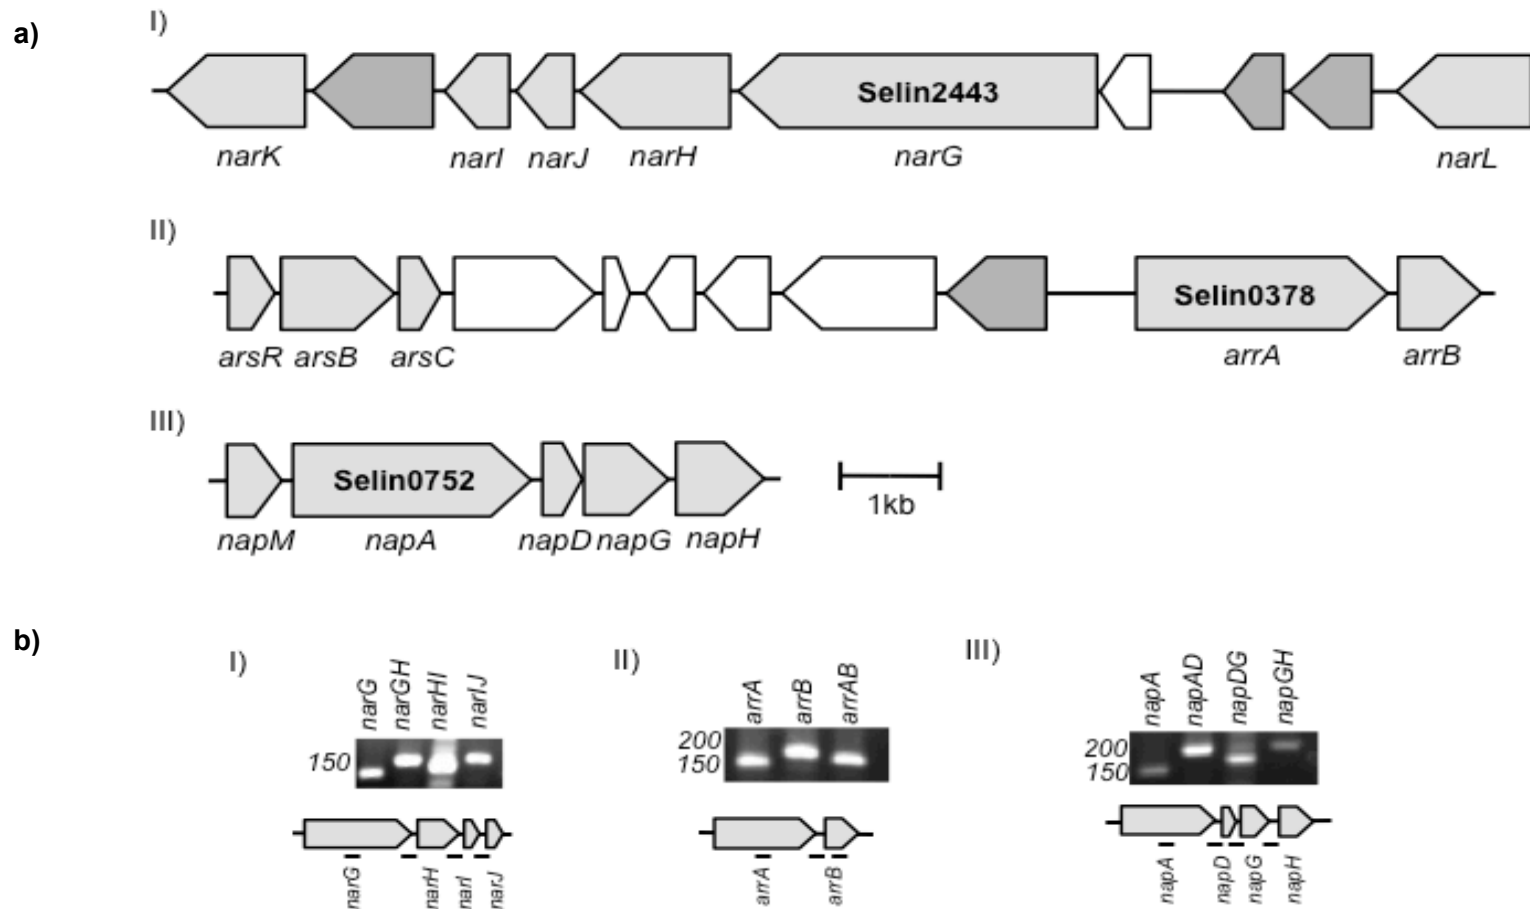 a)
I)
Selin2443
narK narI narJ narH narG narL
II)
Selin0378
arsR arsB arsC arrA arrB
III)
Selin0752
1kb
napM napA napD napG napH
b)
I)
narG narGH narHI narIJ
150
narG narH narI narJ
II)
arrA arrB arrAB
200
150
arrA arrB
III)
napA napAD napDG napGH
200
150
napA napD napG napH